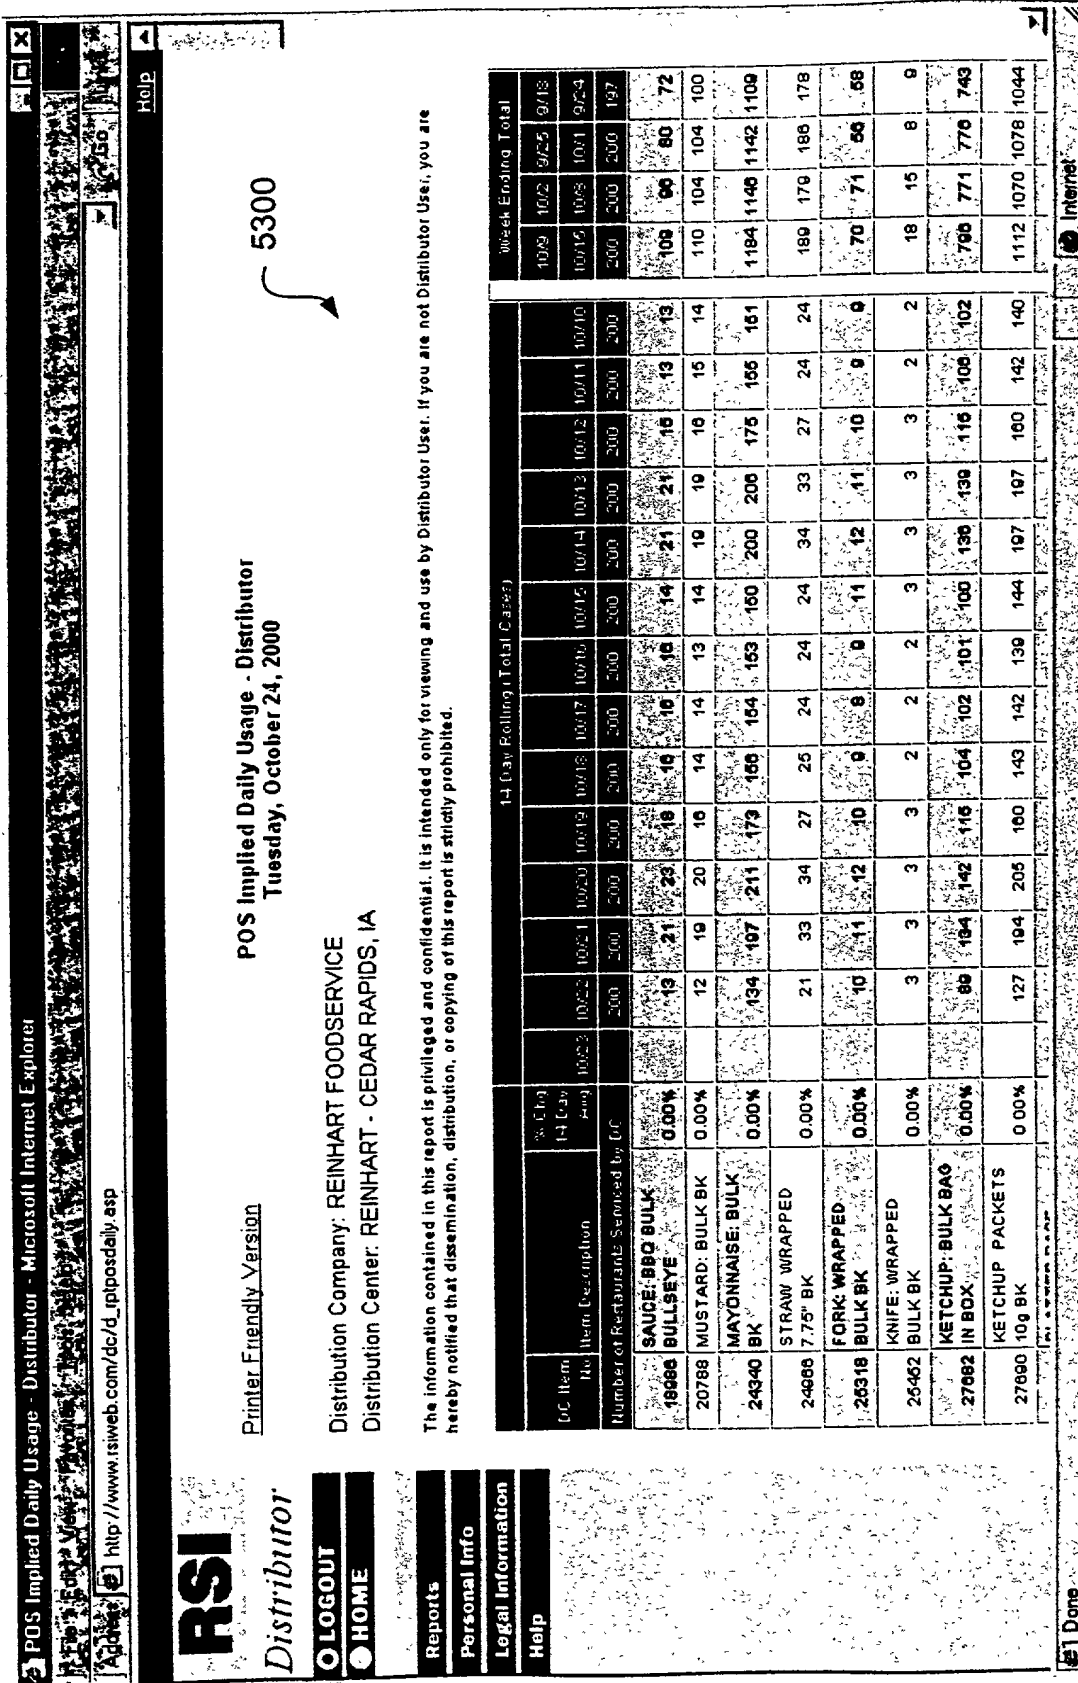 POS Implied Daily Usage - Distributor - Microsoft Internet Explorer
Address http://www.rsiweb.com/dc/d_rptposdaily.asp Go
Help
RSI
Distributor
LOGOUT
HOME
Reports
Personal Info
Legal Information
Help
Printer Friendly Version
POS Implied Daily Usage - Distributor
Tuesday, October 24, 2000
5300
Distribution Company: REINHART FOODSERVICE
Distribution Center: REINHART - CEDAR RAPIDS, IA
The information contained in this report is privileged and confidential. It is intended only for viewing and use by Distributor User. If you are not Distributor User, you are
hereby notified that dissemination, distribution, or copying of this report is strictly prohibited.
14 Day Rolling (Total Cases) Week Ending Total
% Chg 14 Day Avg 10/9 10/2 9/25 9/18
DC Item No Item Description 10/23 10/22 10/21 10/20 10/19 10/18 10/17 10/16 10/15 10/14 10/13 10/12 10/11 10/10 10/15 10/8 10/1 9/24
Number of Restaurants Serviced by DC 200 200 200 200 200 200 200 200 200 200 200 200 200 200 200 200 197
18986 SAUCE: BBQ BULK BULLSEYE 0.00% 13 21 23 18 16 16 16 14 21 21 16 13 13 109 96 80 72
20788 MUSTARD: BULK BK 0.00% 12 19 20 16 14 14 13 14 19 19 16 15 14 110 104 104 100
24340 MAYONNAISE: BULK BK 0.00% 134 197 211 173 156 154 153 150 200 206 175 155 151 1184 1146 1142 1109
24986 STRAW WRAPPED 7.75" BK 0.00% 21 33 34 27 25 24 24 24 34 33 27 24 24 189 179 186 178
25318 FORK: WRAPPED BULK BK 0.00% 10 11 12 10 9 8 9 11 12 11 10 9 9 70 71 56 58
25462 KNIFE: WRAPPED BULK BK 0.00% 3 3 3 3 2 2 2 3 3 3 3 2 2 18 15 8 9
27682 KETCHUP: BULK BAG IN BOX 0.00% 89 134 142 115 104 102 101 100 138 139 115 106 102 796 771 776 743
27690 KETCHUP PACKETS 10g BK 0.00% 127 194 205 160 143 142 139 144 197 197 160 142 140 1112 1070 1078 1044
Done Internet